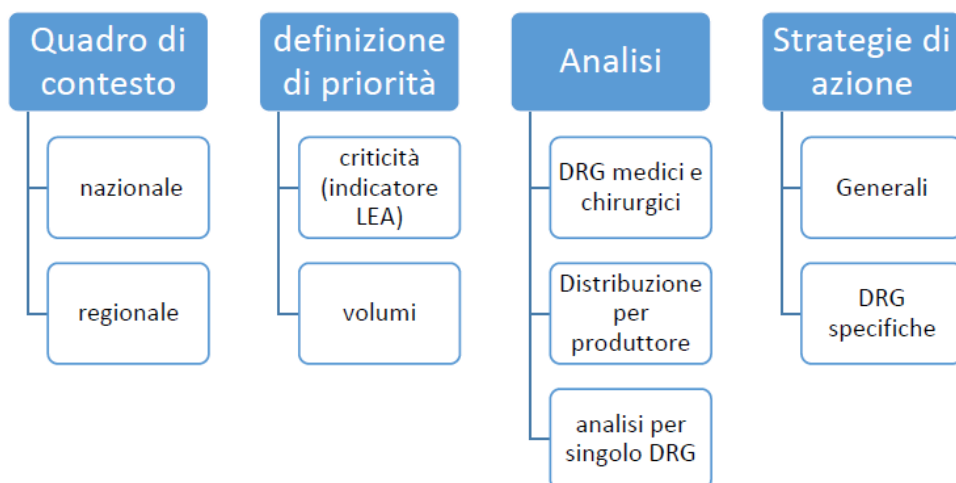 Quadro di
contesto
nazionale
regionale
definizione
di priorità
criticità
(indicatore
LEA)
volumi
Analisi
DRG medici e
chirurgici
Distribuzione
per
produttore
analisi per
singolo DRG
Strategie di
azione
Generali
DRG
specifiche